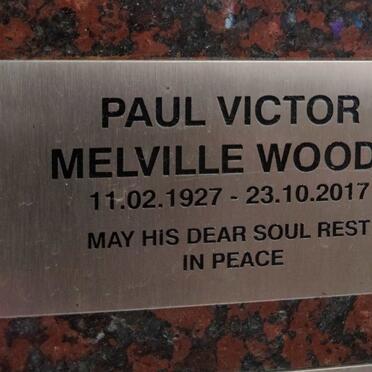 PAUL VICTOR
MELVILLE WOOD
11.02.1927 - 23.10.2017
MAY HiS DEAR SOUL REST
IN PEACE